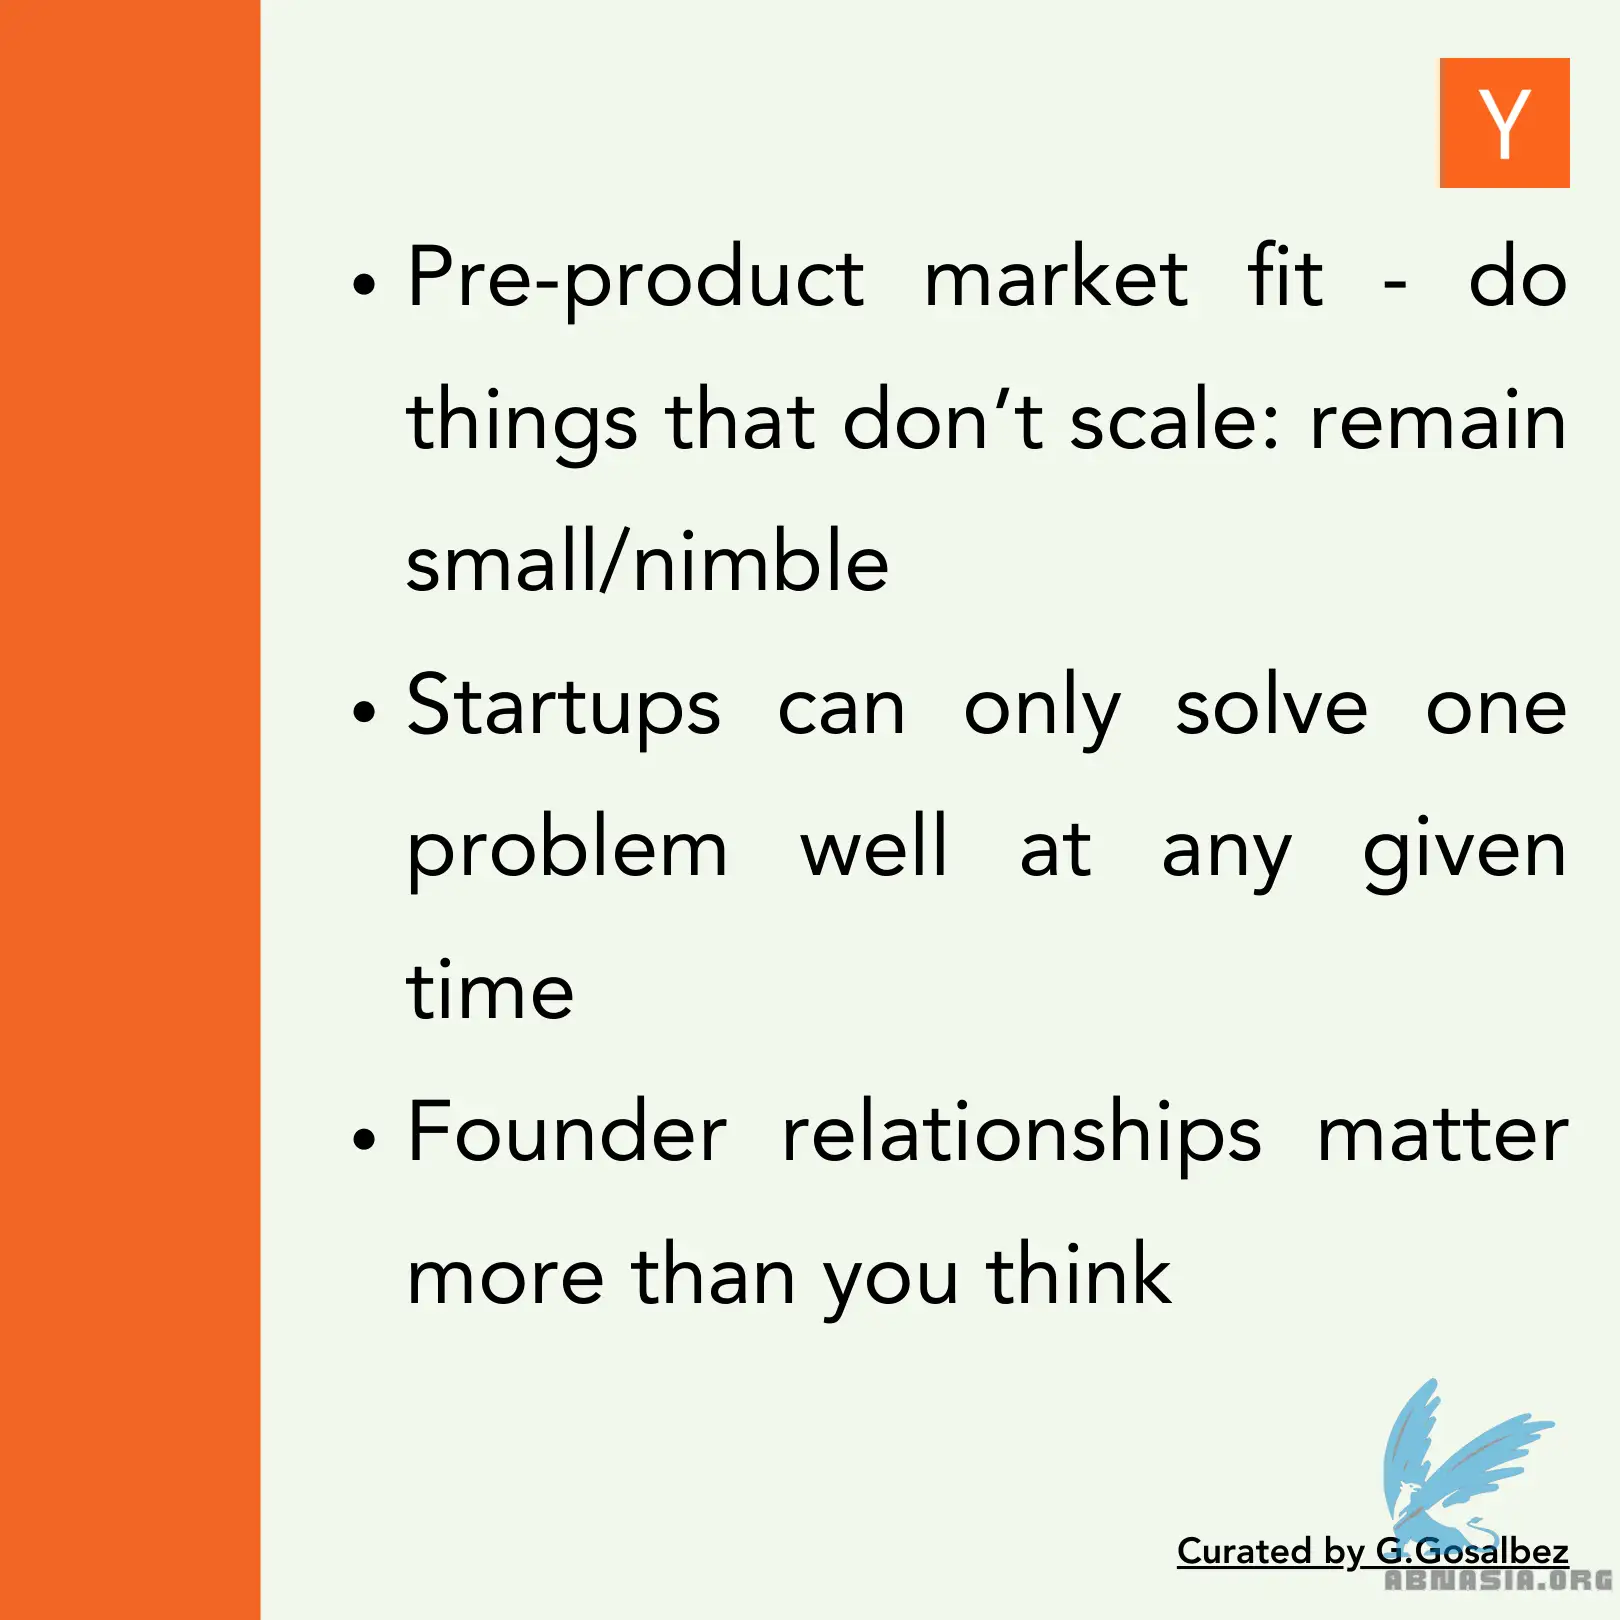 Y
• Pre-product market fit - do
things that don’t scale: remain
small/nimble
• Startups can only solve one
problem well at any given
time
• Founder relationships matter
more than you think
Curated by G.Gosalbez
ABNASIA.ORG